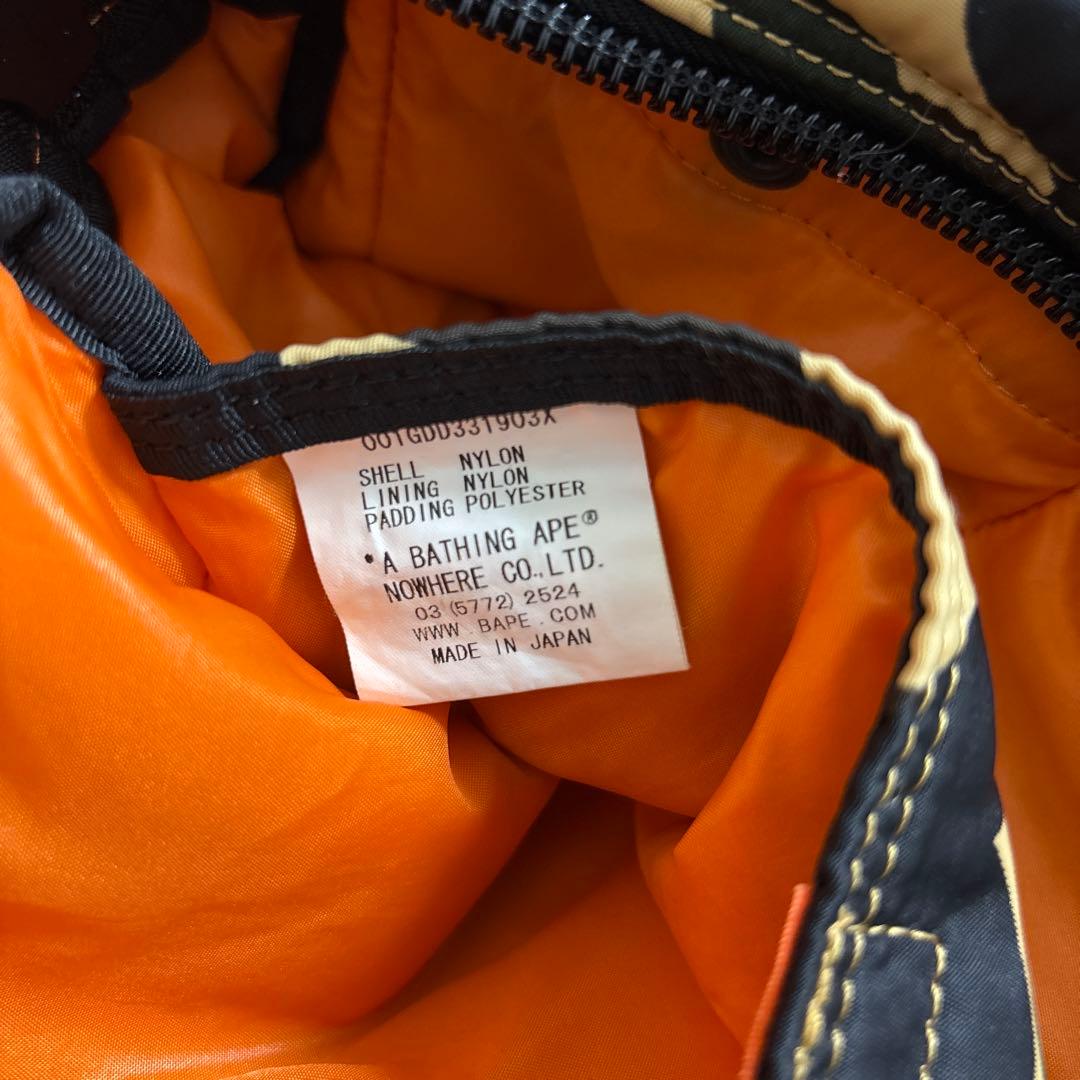 001GDD331903X
SHELL NYLON
LINING NYLON
PADDING POLYESTER
*A BATHING APE®
NOWHERE CO.,LTD.
03 (5772) 2524
WWW.BAPE.COM
MADE IN JAPAN